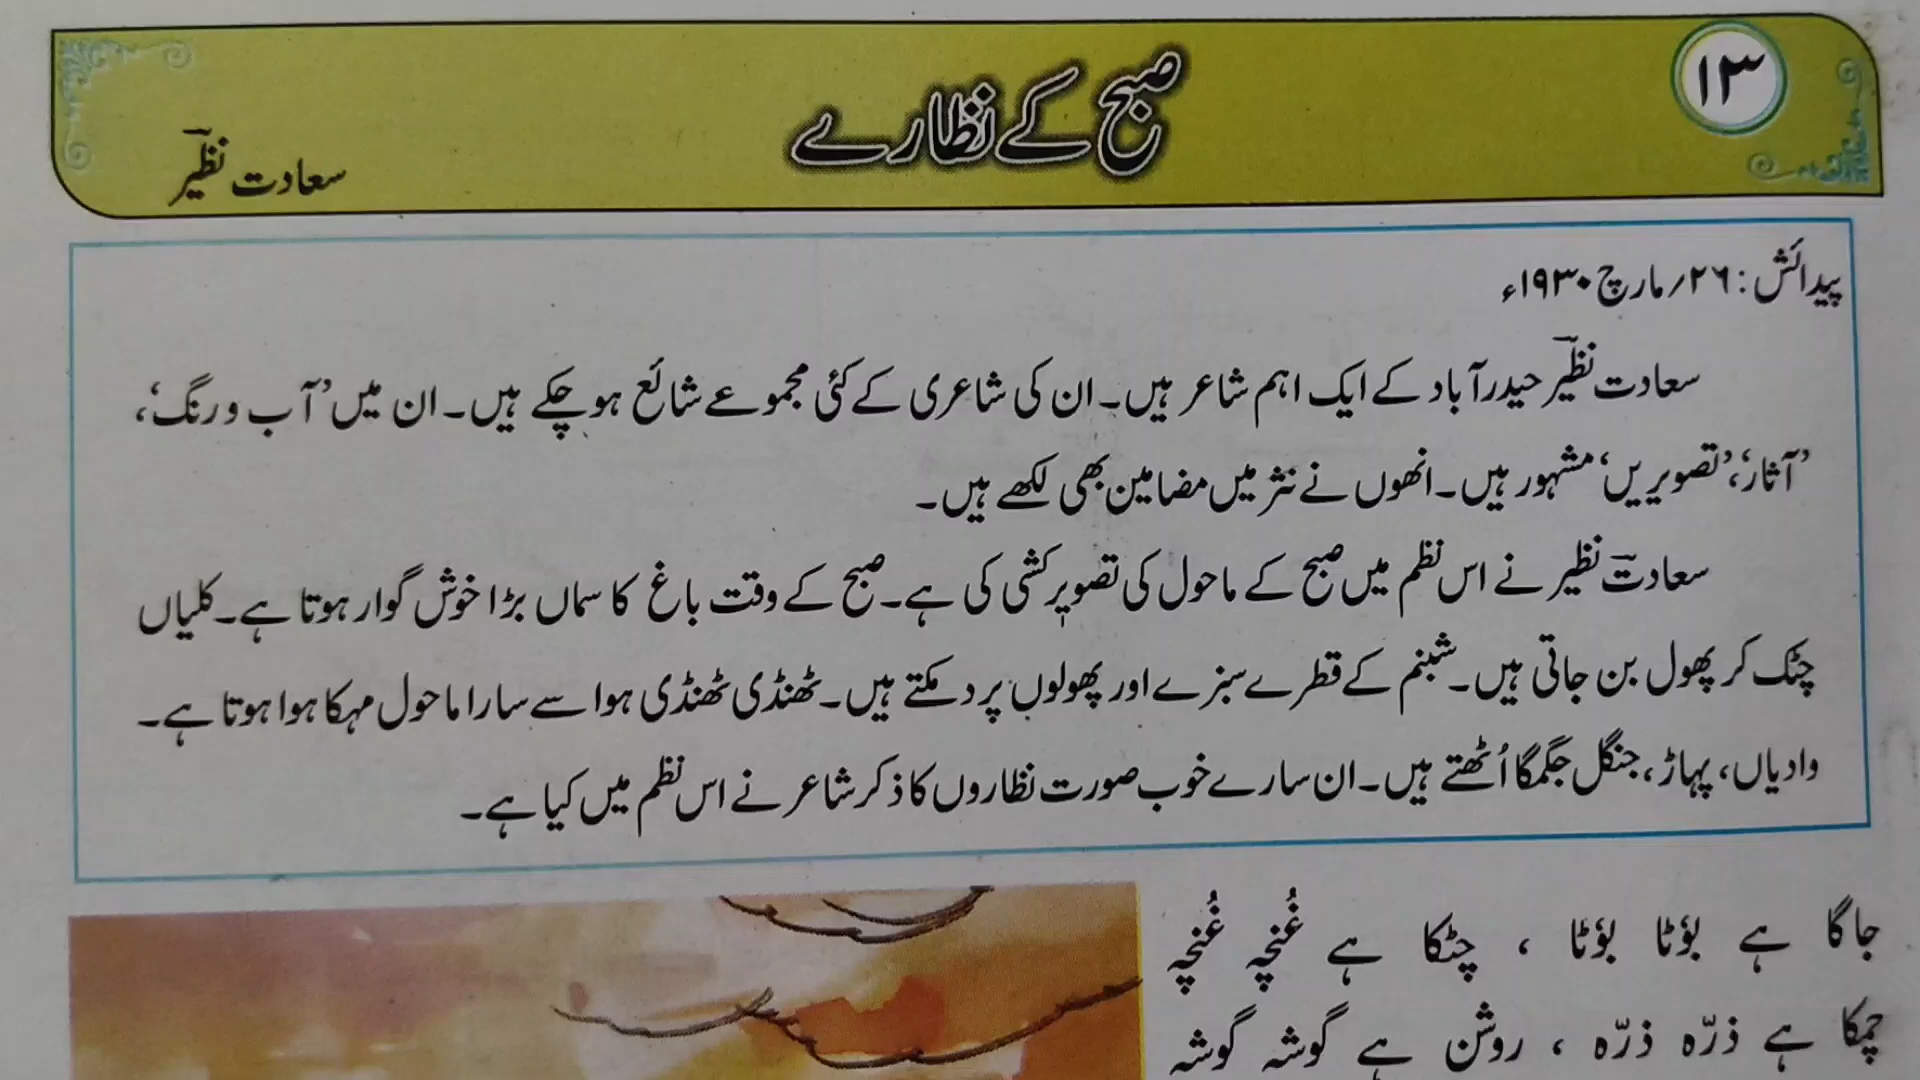 ۱۳
صبح کے نظارے
سعادت نظیرؔ
پیدائش : ۲۶؍ مارچ ۱۹۳۰ء
سعادت نظیرؔ حیدرآباد کے ایک اہم شاعر ہیں۔ ان کی شاعری کے کئی مجموعے شائع ہوچکے ہیں۔ ان میں ’آب و رنگ‘،
’آثار‘،’تصویریں‘ مشہور ہیں۔ انھوں نے نثر میں مضامین بھی لکھے ہیں۔
سعادتؔ نظیر نے اس نظم میں صبح کے ماحول کی تصویر کشی کی ہے۔ صبح کے وقت باغ کا سماں بڑا خوش گوار ہوتا ہے۔ کلیاں
چٹک کر پھول بن جاتی ہیں۔ شبنم کے قطرے سبزے اور پھولوں پر دمکتے ہیں۔ ٹھنڈی ٹھنڈی ہوا سے سارا ماحول مہکا ہوا ہوتا ہے۔
وادیاں، پہاڑ، جنگل جگمگا اُٹھتے ہیں۔ ان سارے خوب صورت نظاروں کا ذکر شاعر نے اس نظم میں کیا ہے۔
جاگا ہے بؤٹا بؤٹا ، چٹکا ہے غُنچہ غُنچہ
چمکا ہے ذرّہ ذرّہ ، روشن ہے گوشہ گوشہ